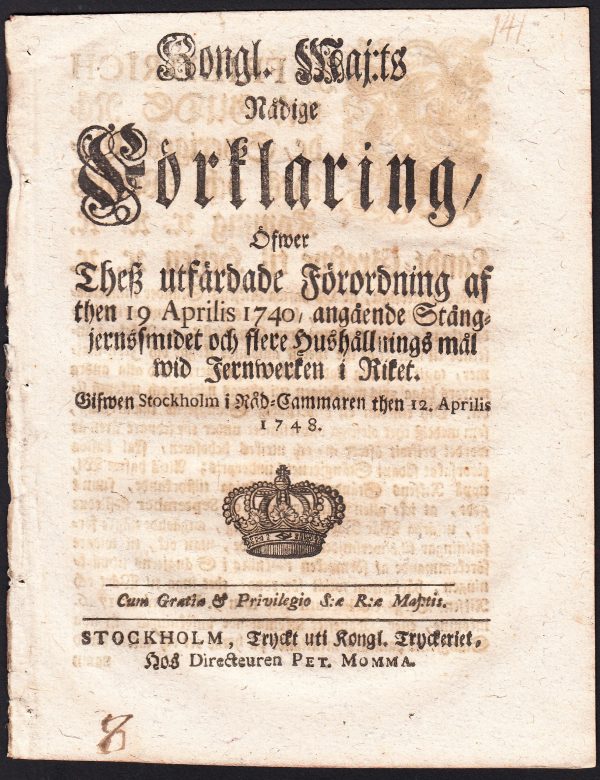 141
Kongl. Maj:ts
Nådige
Förklaring/
Öfwer
Theß utfärdade Förordning af
then 19 Aprilis 1740/ angående Stång-
jernssmidet och flere Hushållnings mål
wid Jernwerken i Riket.
Gifwen Stockholm i Råd-Cammaren then 12. Aprilis
1748.
Cum Gratia & Privilegio S:æ R:æ Maj:tis.
STOCKHOLM, Tryckt uti Kongl. Tryckeriet,
Hos Directeuren PET. MOMMA.
8